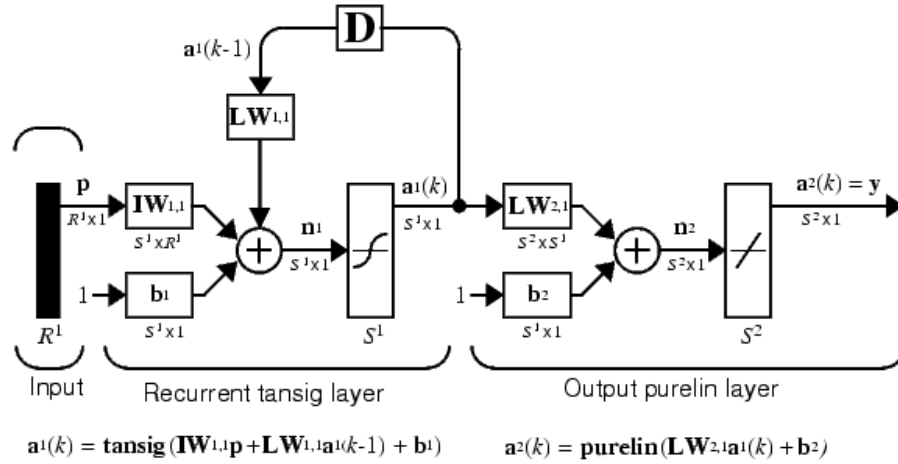 D
a¹(k-1)
LW1,1
p
R¹x1
IW1,1
S¹xR¹
n1
S¹x1
a¹(k)
S¹x1
LW2,1
S²xS¹
n2
S²x1
a²(k) = y
S²x1
1
b1
S¹x1
1
b2
S¹x1
R¹
S¹
S²
Input
Recurrent tansig layer
Output purelin layer
a¹(k) = tansig(IW1,1p+LW1,1a¹(k-1) + b1)
a²(k) = purelin(LW2,1a¹(k) + b2)